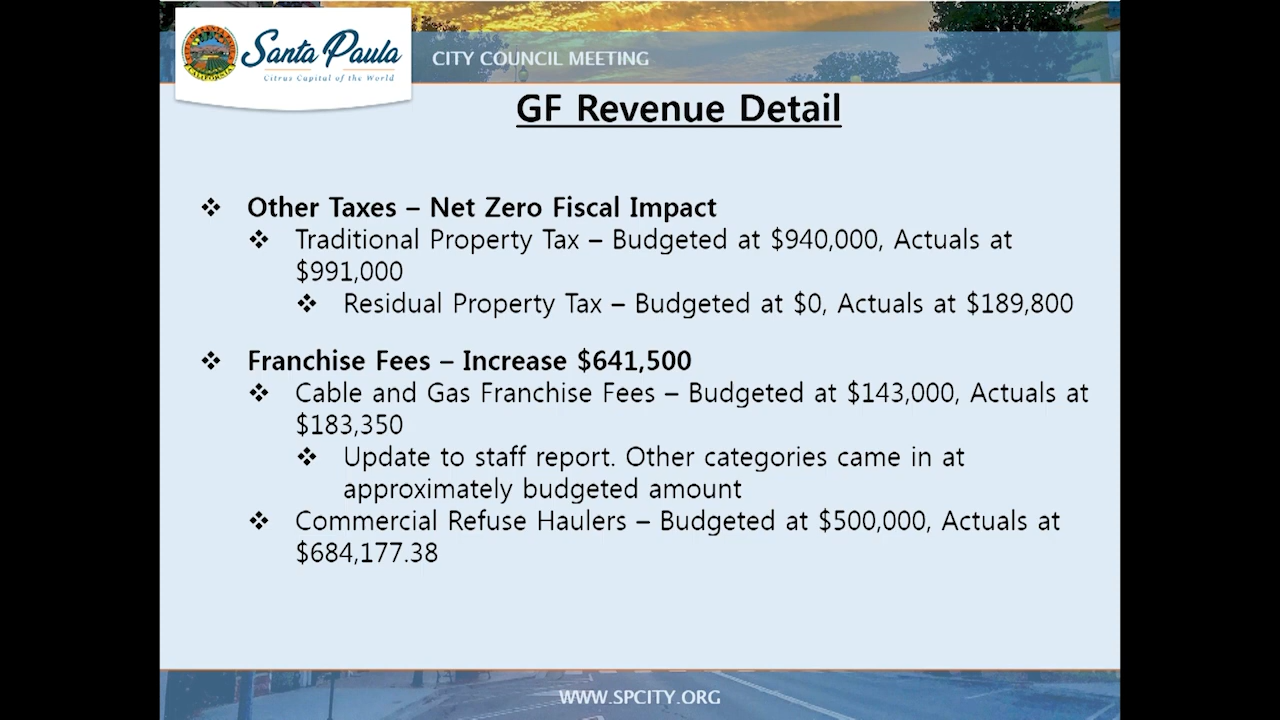 Santa Paula
Citrus Capital of the World
CITY COUNCIL MEETING
GF Revenue Detail
❖ Other Taxes – Net Zero Fiscal Impact
❖ Traditional Property Tax – Budgeted at $940,000, Actuals at
$991,000
❖ Residual Property Tax – Budgeted at $0, Actuals at $189,800
❖ Franchise Fees – Increase $641,500
❖ Cable and Gas Franchise Fees – Budgeted at $143,000, Actuals at
$183,350
❖ Update to staff report. Other categories came in at
approximately budgeted amount
❖ Commercial Refuse Haulers – Budgeted at $500,000, Actuals at
$684,177.38
WWW.SPCITY.ORG